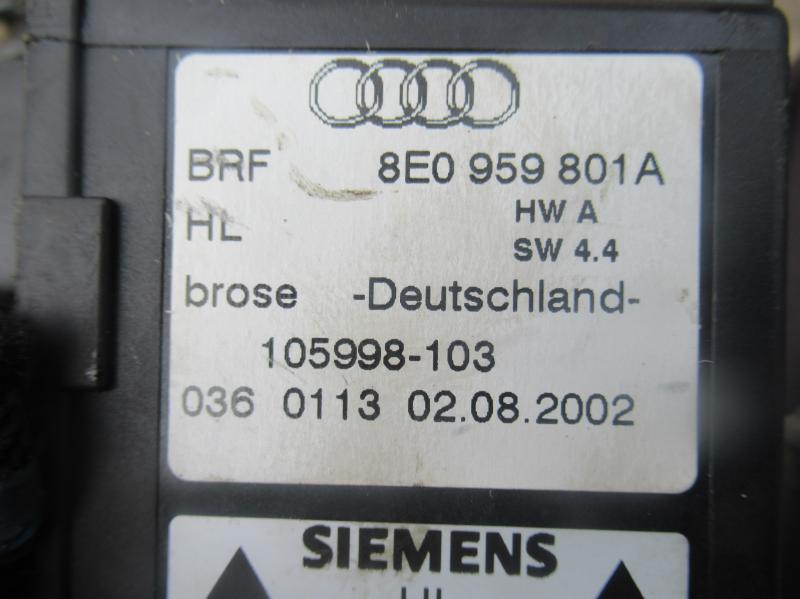 BRF 8E0 959 801A
HL HW A
SW 4.4
brose -Deutschland-
105998-103
036 0113 02.08.2002
SIEMENS